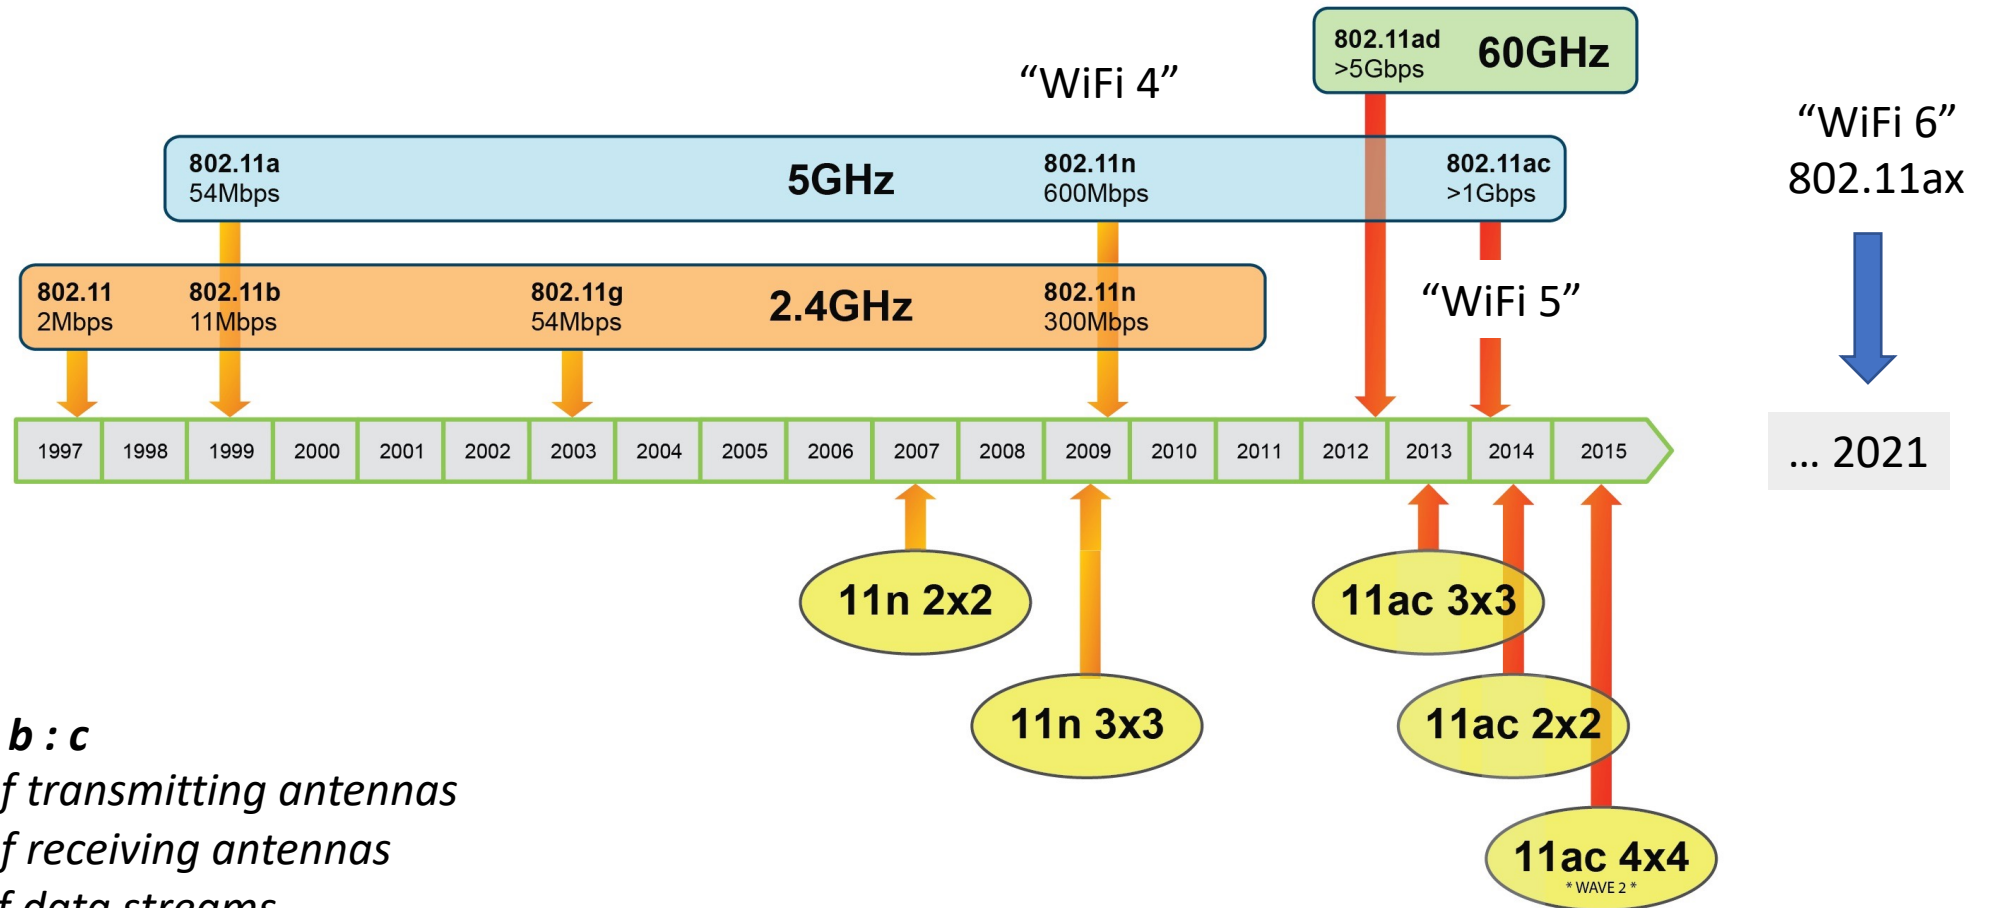 802.11ad
>5Gbps
60GHz
“WiFi 4”
“WiFi 6”
802.11ax
802.11a
54Mbps
5GHz
802.11n
600Mbps
802.11ac
>1Gbps
802.11
2Mbps
802.11b
11Mbps
802.11g
54Mbps
2.4GHz
802.11n
300Mbps
“WiFi 5”
1997 1998 1999 2000 2001 2002 2003 2004 2005 2006 2007 2008 2009 2010 2011 2012 2013 2014 2015
... 2021
11n 2x2
11ac 3x3
11n 3x3
11ac 2x2
11ac 4x4
* WAVE 2 *
b : c
f transmitting antennas
f receiving antennas
f data streams